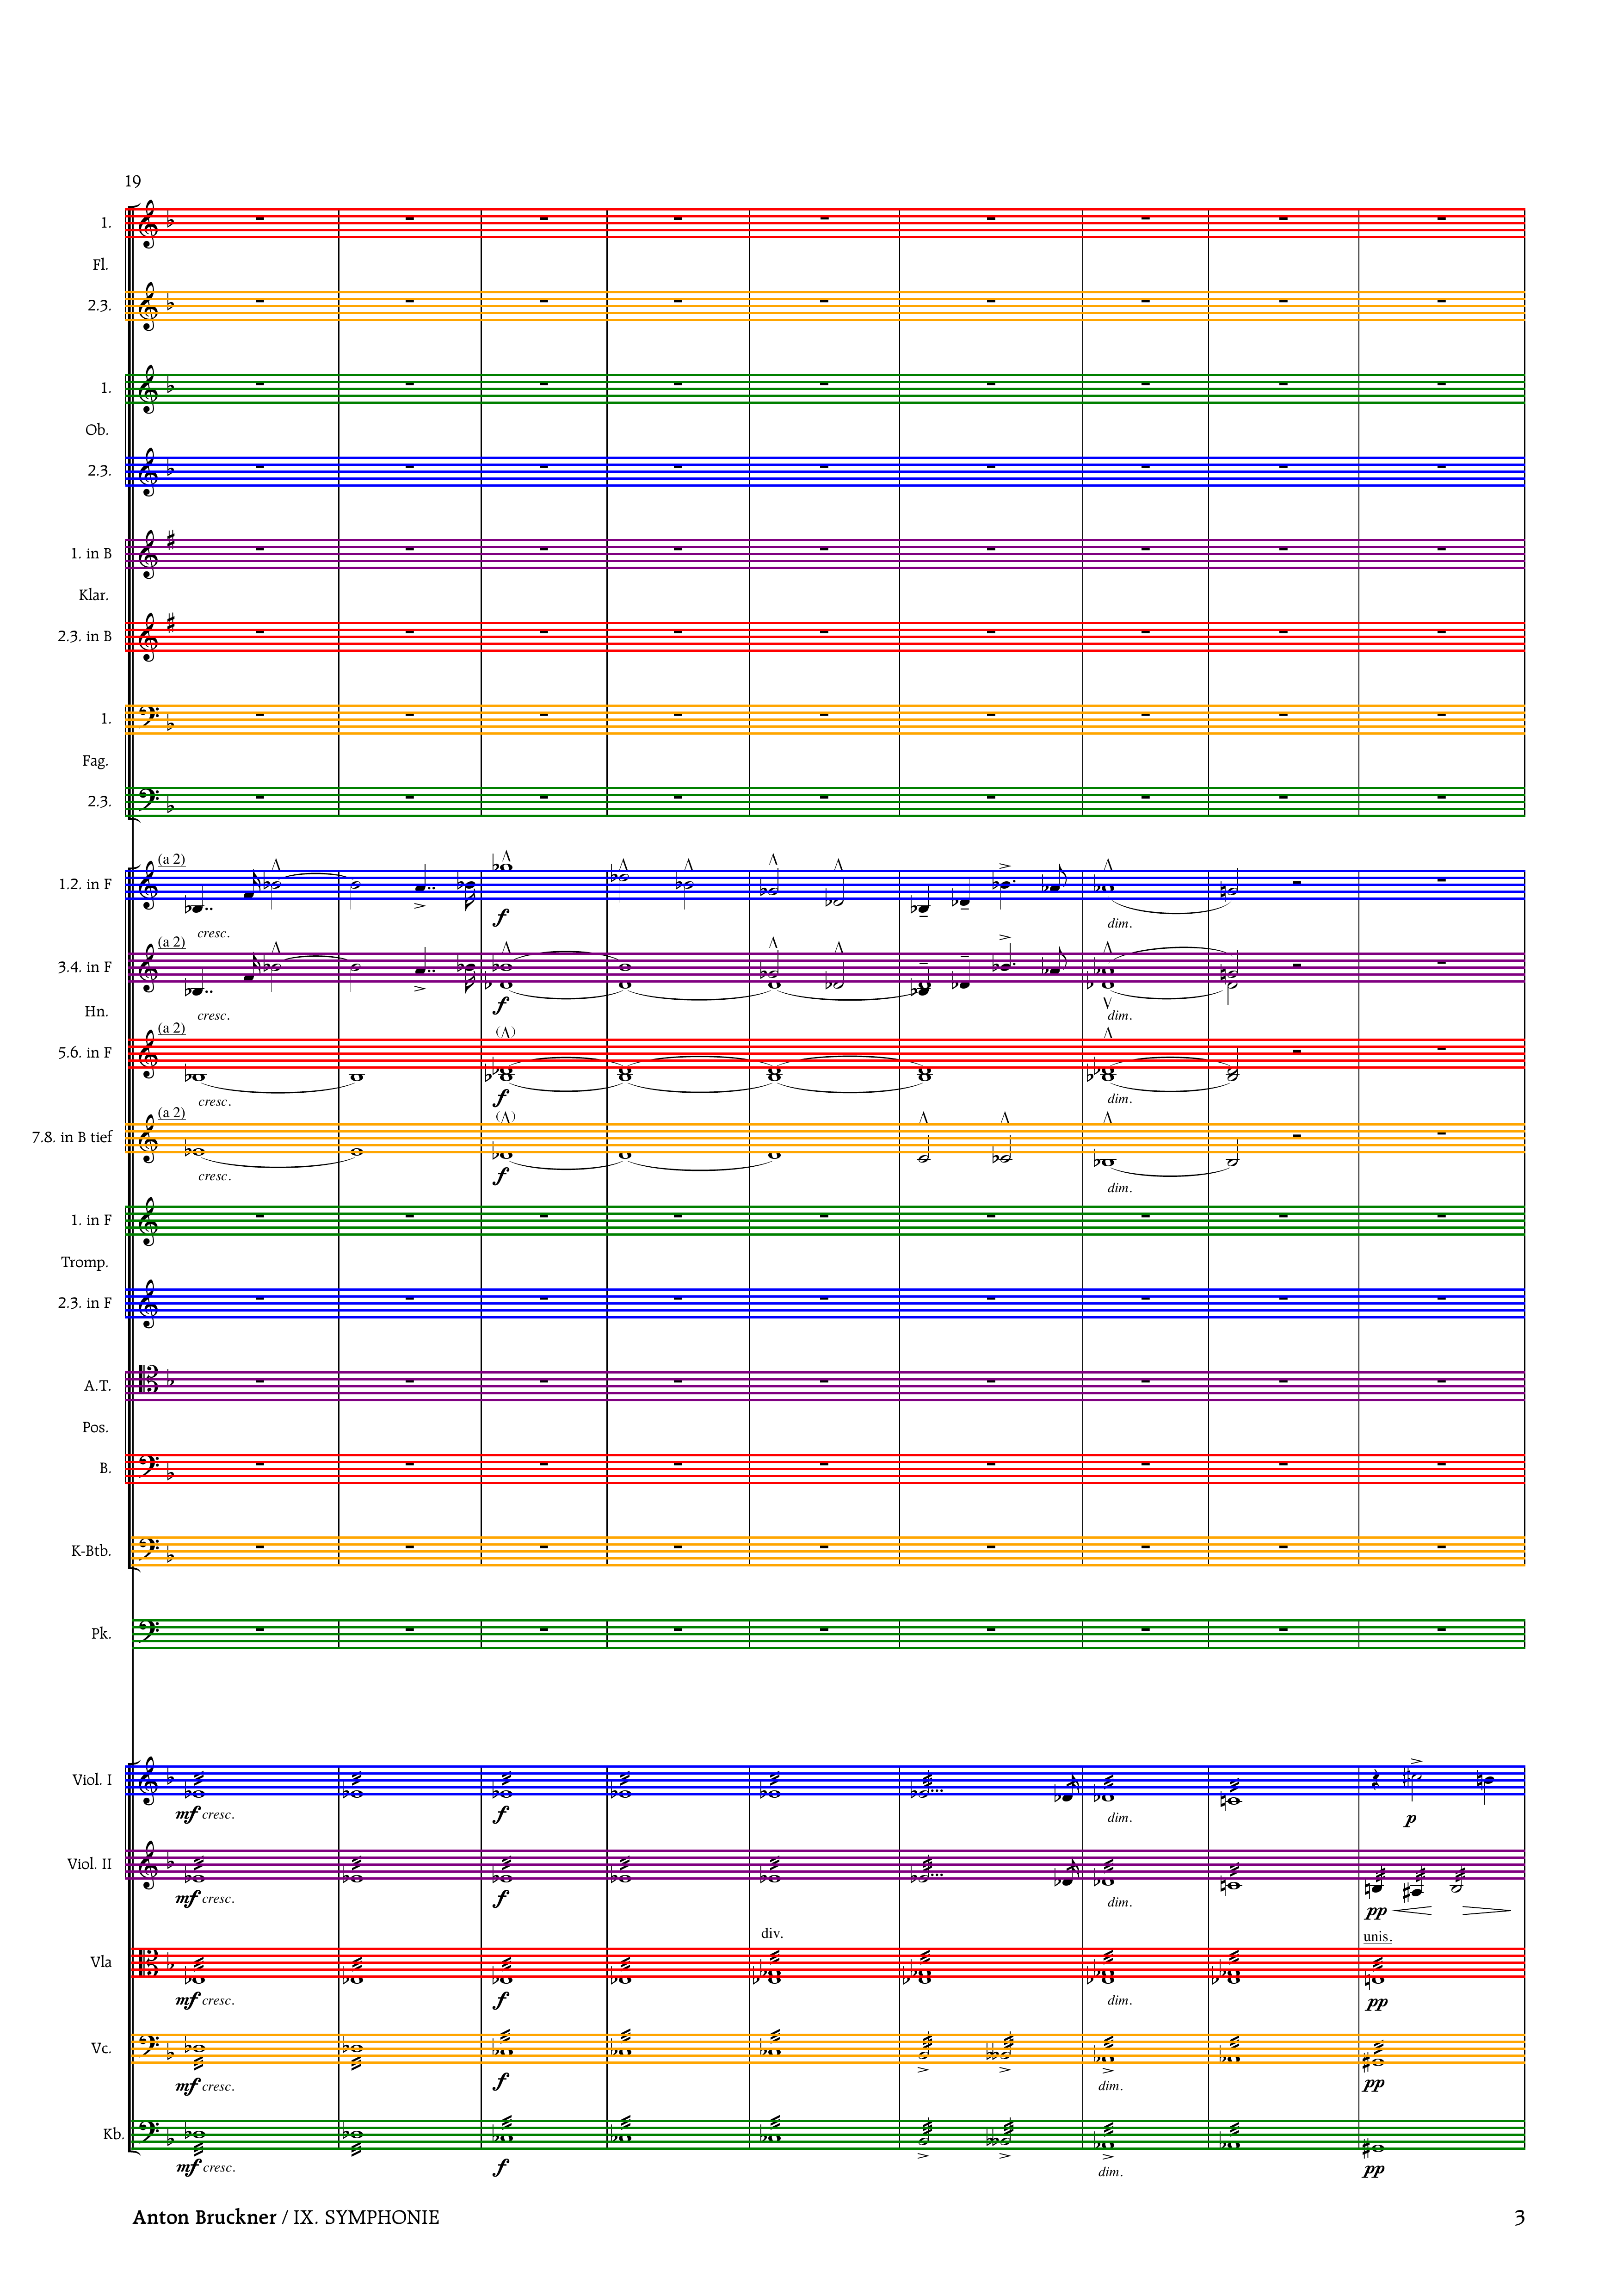 19
1.
Fl.
2.3.
1.
Ob.
2.3.
1. in B
Klar.
2.3. in B
1.
Fag.
2.3.
(a 2)
1.2. in F
cresc. f dim.
(a 2)
3.4. in F
cresc. f dim.
Hn.
(a 2)
5.6. in F
cresc. f dim.
(a 2)
7.8. in B tief
cresc. f dim.
1. in F
Tromp.
2.3. in F
A.T.
Pos.
B.
K-Btb.
Pk.
Viol. I
mf cresc. f dim. p
Viol. II
mf cresc. f dim. pp
div. unis.
Vla
mf cresc. f dim. pp
Vc.
mf cresc. f dim. pp
Kb.
mf cresc. f dim. pp
Anton Bruckner / IX. SYMPHONIE 3